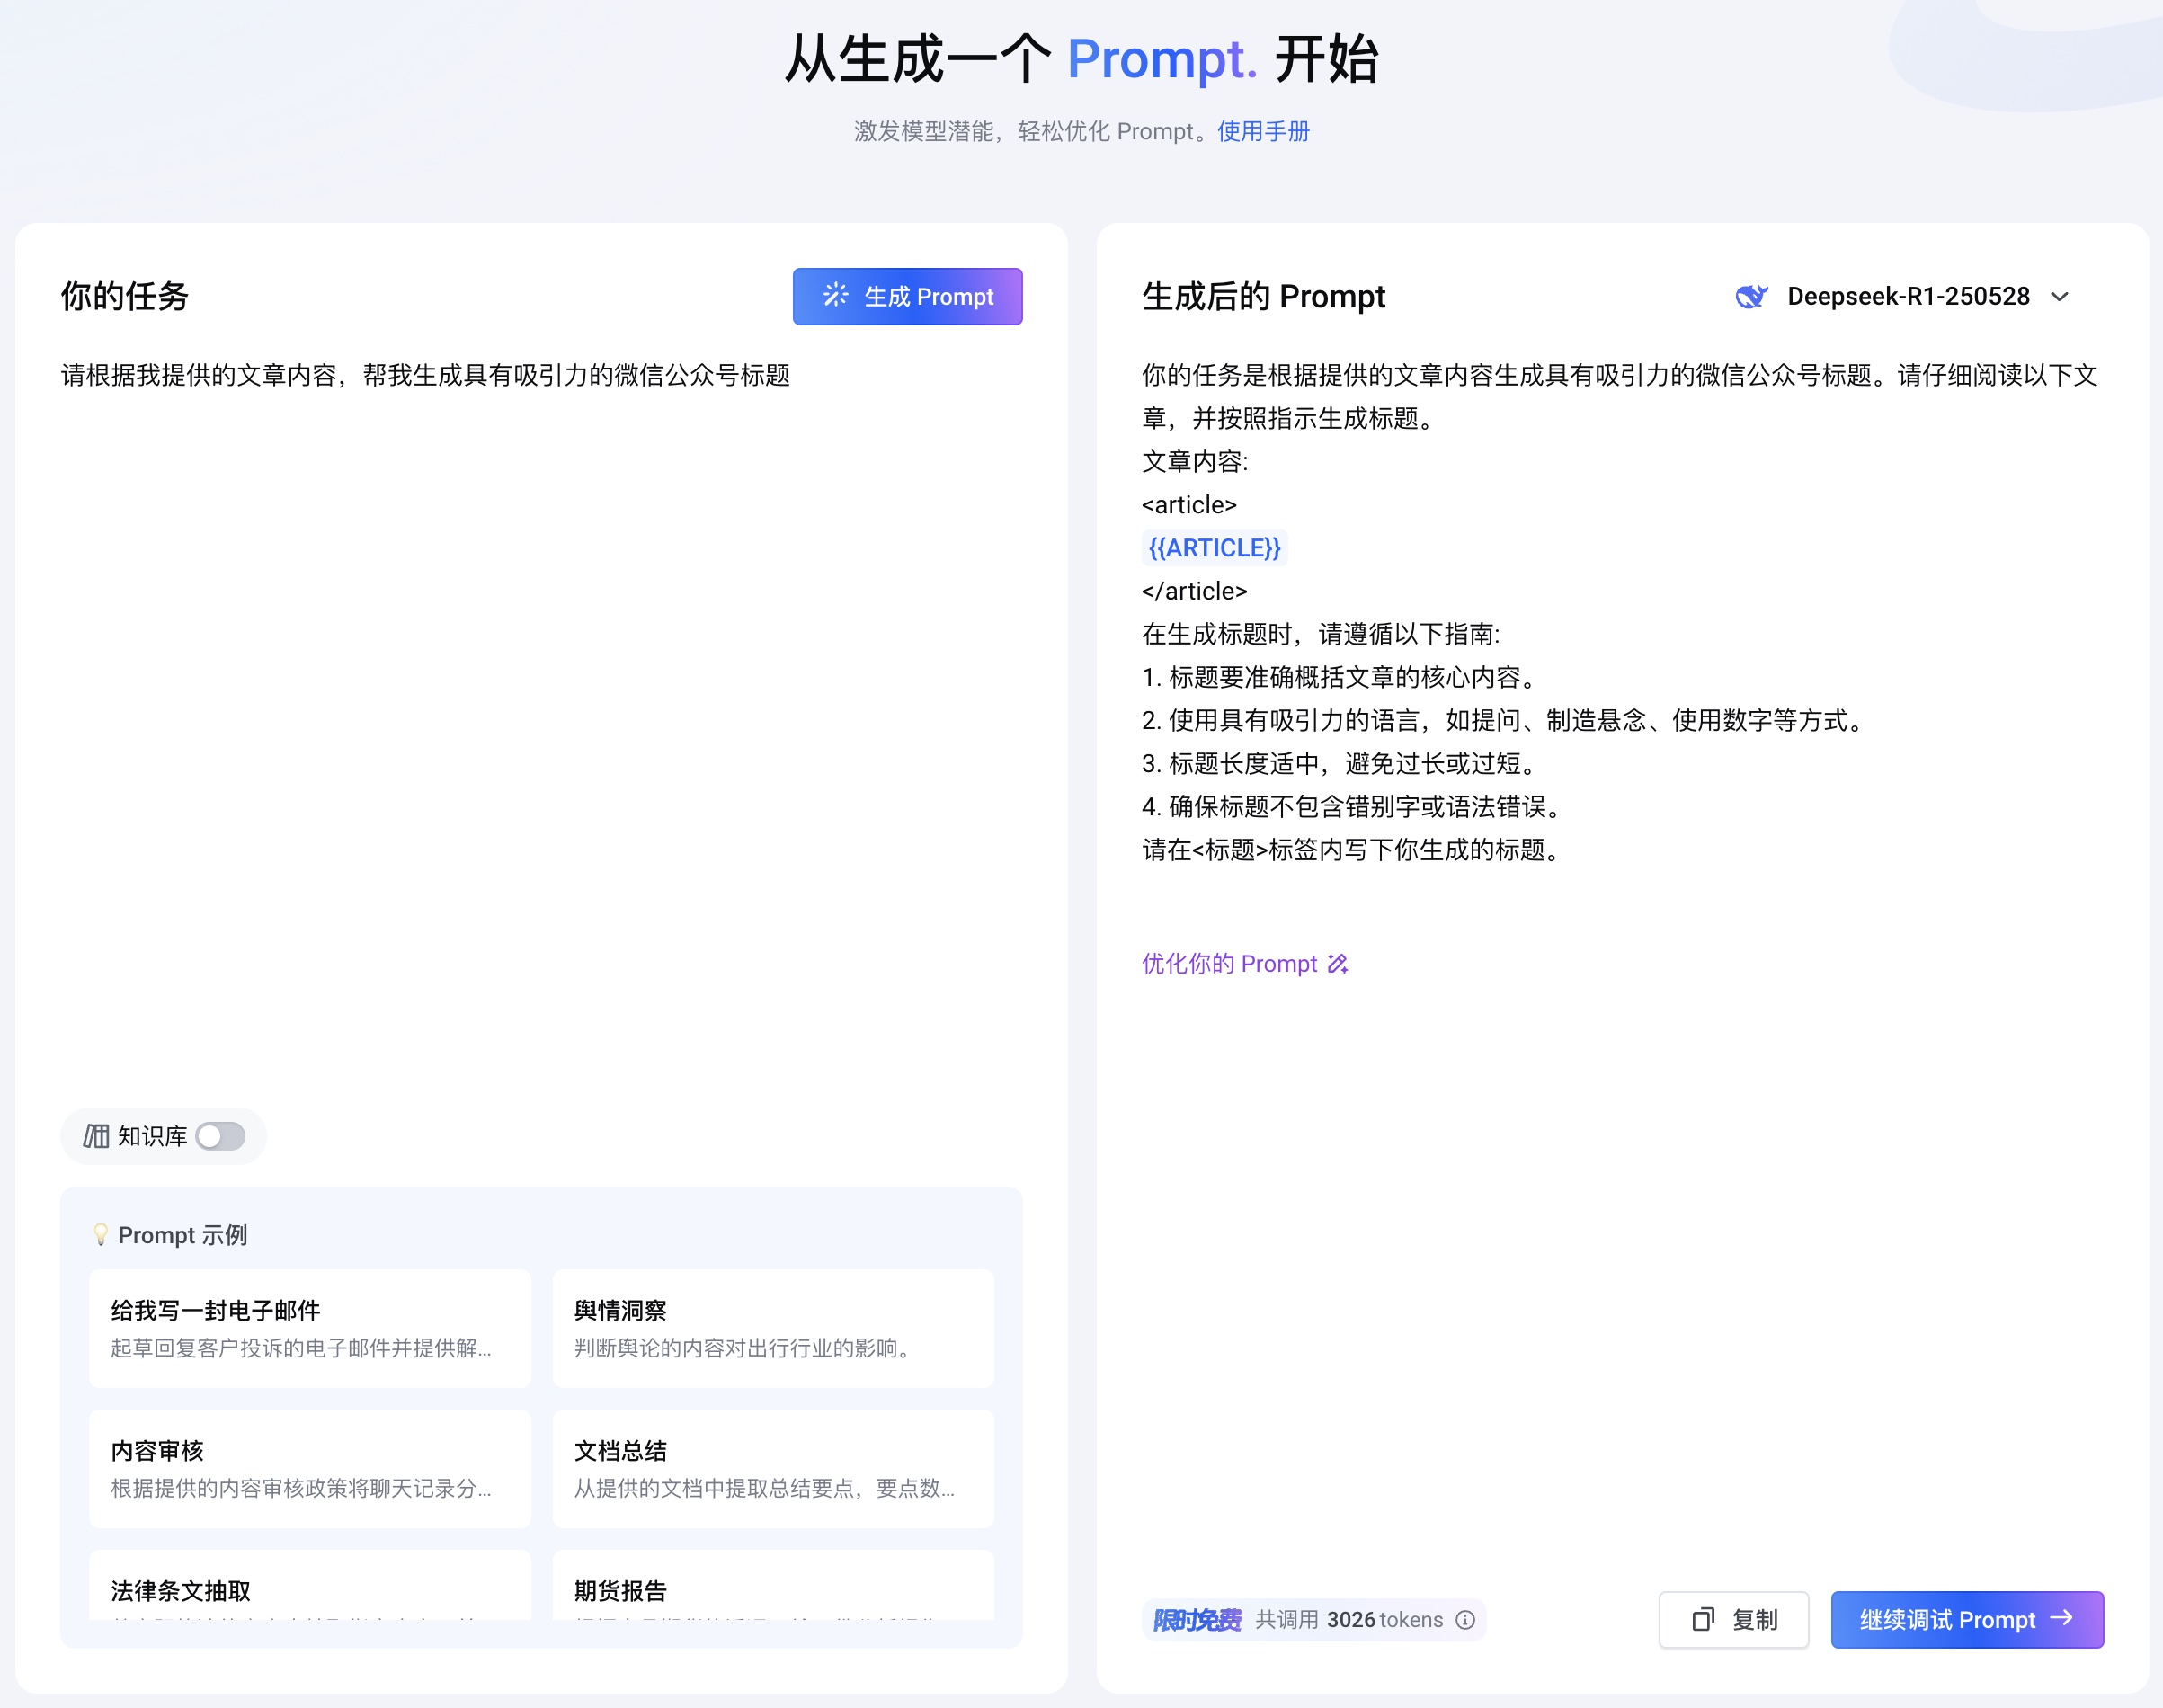 从生成一个 Prompt. 开始
激发模型潜能，轻松优化 Prompt。使用手册
你的任务
生成 Prompt
请根据我提供的文章内容，帮我生成具有吸引力的微信公众号标题
知识库
Prompt 示例
给我写一封电子邮件
起草回复客户投诉的电子邮件并提供解...
舆情洞察
判断舆论的内容对出行行业的影响。
内容审核
根据提供的内容审核政策将聊天记录分...
文档总结
从提供的文档中提取总结要点，要点数...
法律条文抽取
期货报告
生成后的 Prompt
Deepseek-R1-250528
你的任务是根据提供的文章内容生成具有吸引力的微信公众号标题。请仔细阅读以下文
章，并按照指示生成标题。
文章内容:
<article>
{{ARTICLE}}
</article>
在生成标题时，请遵循以下指南:
1. 标题要准确概括文章的核心内容。
2. 使用具有吸引力的语言，如提问、制造悬念、使用数字等方式。
3. 标题长度适中，避免过长或过短。
4. 确保标题不包含错别字或语法错误。
请在<标题>标签内写下你生成的标题。
优化你的 Prompt
限时免费 共调用 3026 tokens
复制
继续调试 Prompt